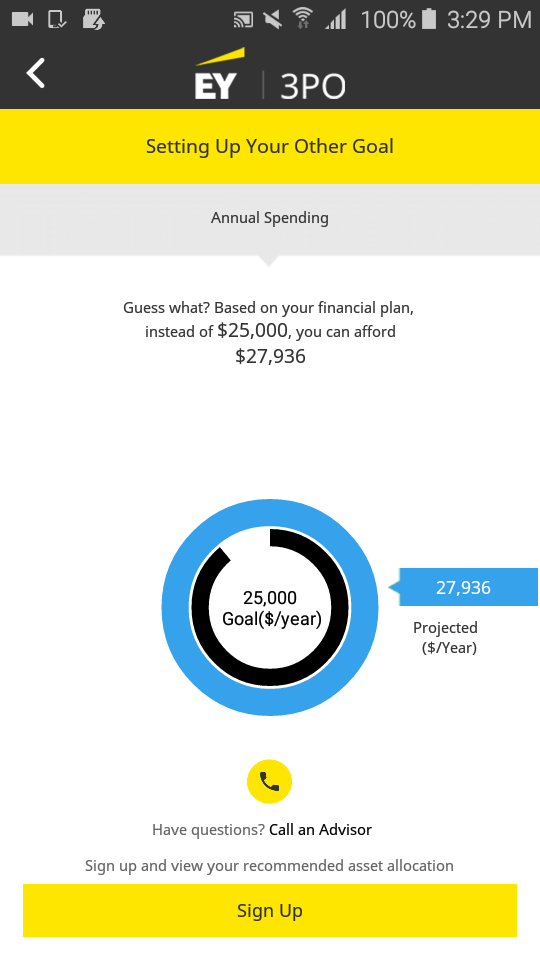 100% 3:29 PM
EY | 3PO
Setting Up Your Other Goal
Annual Spending
Guess what? Based on your financial plan,
instead of $25,000, you can afford
$27,936
25,000
Goal($/year)
27,936
Projected
($/Year)
Have questions? Call an Advisor
Sign up and view your recommended asset allocation
Sign Up